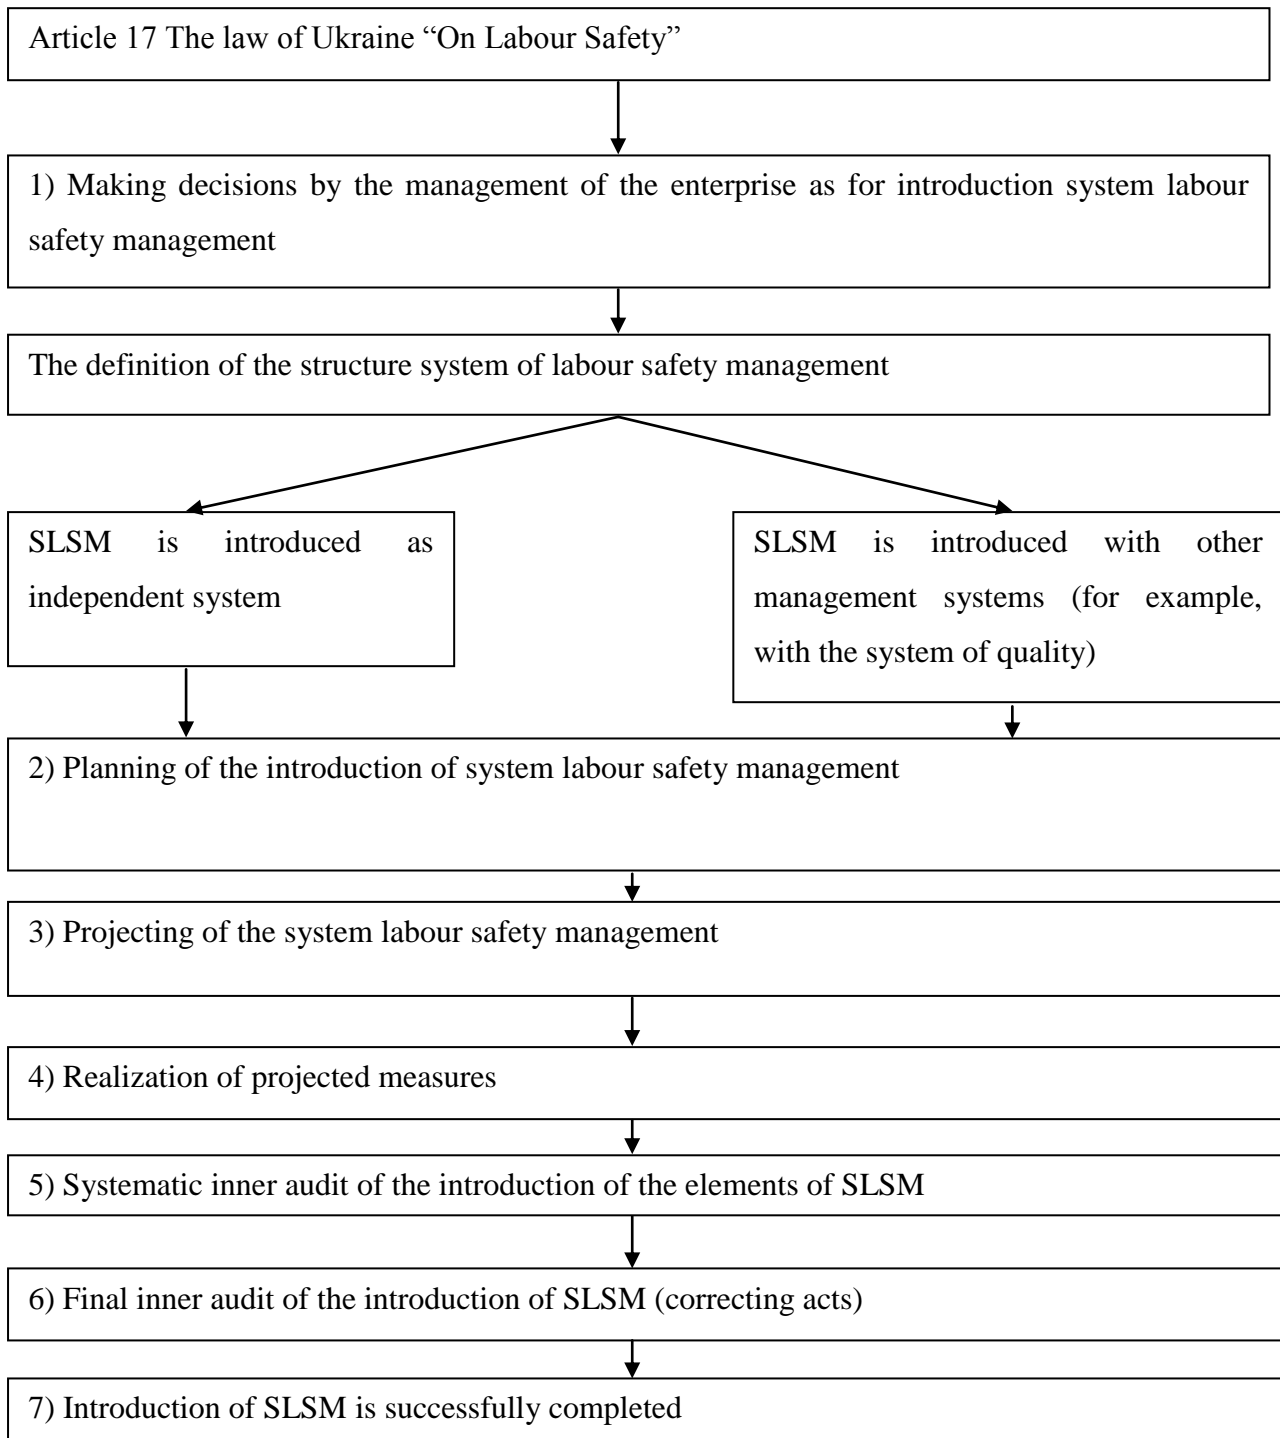 Article 17 The law of Ukraine “On Labour Safety”
1) Making decisions by the management of the enterprise as for introduction system labour
safety management
The definition of the structure system of labour safety management
SLSM is introduced as
independent system
SLSM is introduced with other
management systems (for example,
with the system of quality)
2) Planning of the introduction of system labour safety management
3) Projecting of the system labour safety management
4) Realization of projected measures
5) Systematic inner audit of the introduction of the elements of SLSM
6) Final inner audit of the introduction of SLSM (correcting acts)
7) Introduction of SLSM is successfully completed